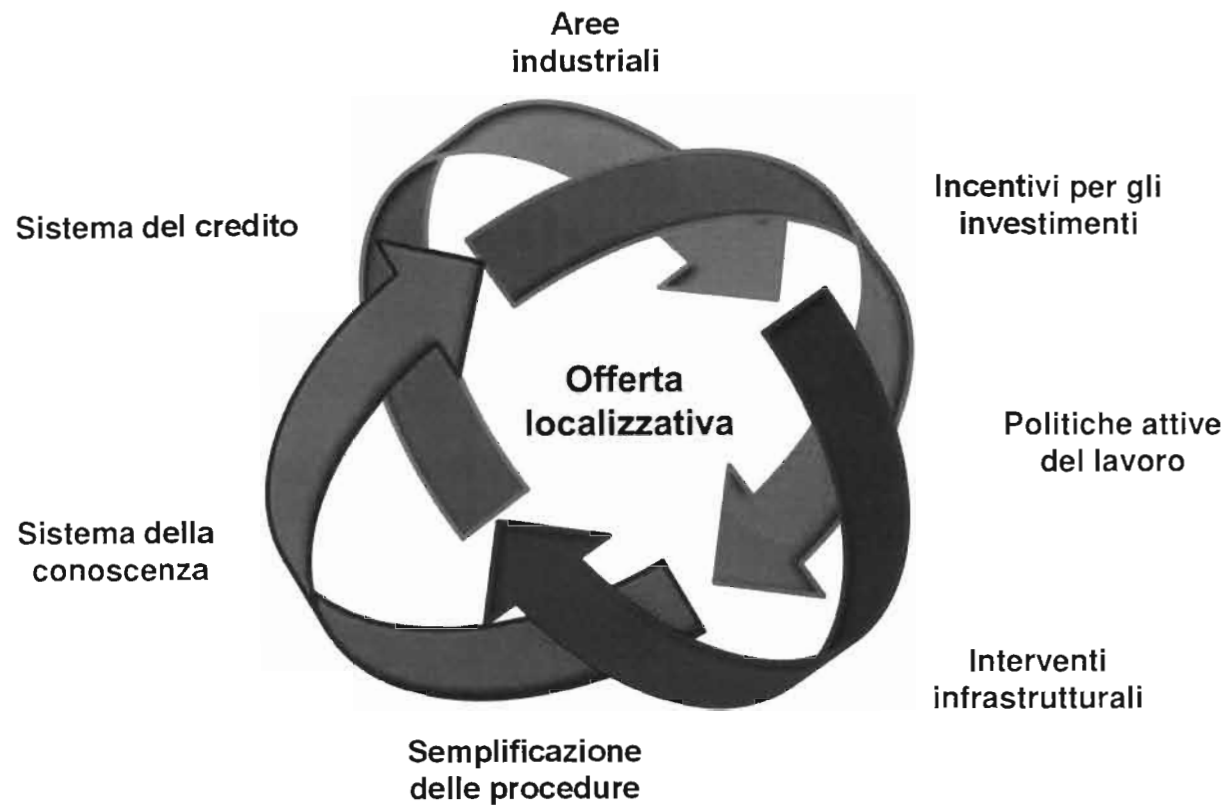 Aree
industriali
Incentivi per gli
investimenti
Sistema del credito
Offerta
localizzativa
Politiche attive
del lavoro
Sistema della
conoscenza
Interventi
infrastrutturali
Semplificazione
delle procedure